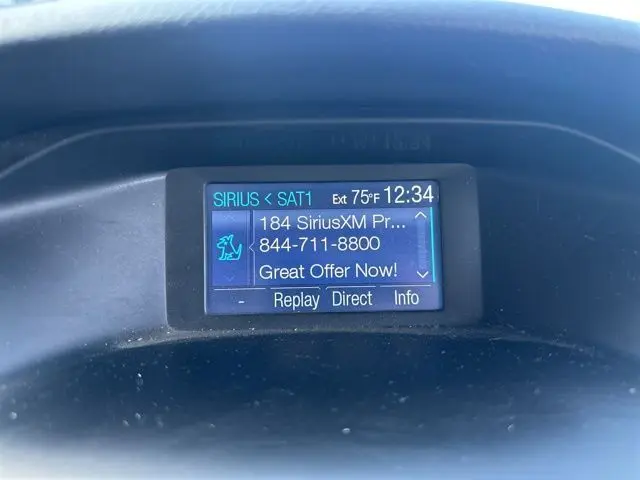 SIRIUS < SAT1 Ext 75°F 12:34
184 SiriusXM Pr...
844-711-8800
Great Offer Now!
- Replay Direct Info